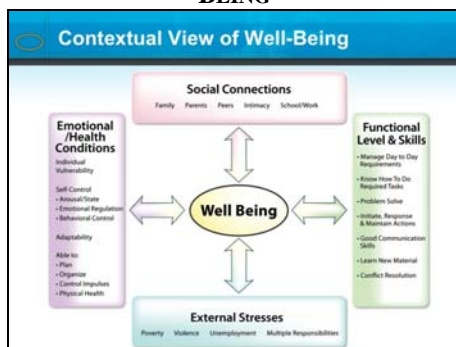 BEING
Contextual View of Well-Being
Social Connections
Family Parents Peers Intimacy School/Work
Emotional
/Health
Conditions
Individual
Vulnerability
Self-Control
• Arousal/State
• Emotional Regulation
• Behavioral Control
Adaptability
Able to:
• Plan
• Organize
• Control Impulses
• Physical Health
Well Being
Functional
Level & Skills
• Manage Day to Day
Requirements
• Know How To Do
Required Tasks
• Problem Solve
• Initiate, Response
& Maintain Actions
• Good Communication
Skills
• Learn New Material
• Conflict Resolution
External Stresses
Poverty Violence Unemployment Multiple Responsibilities